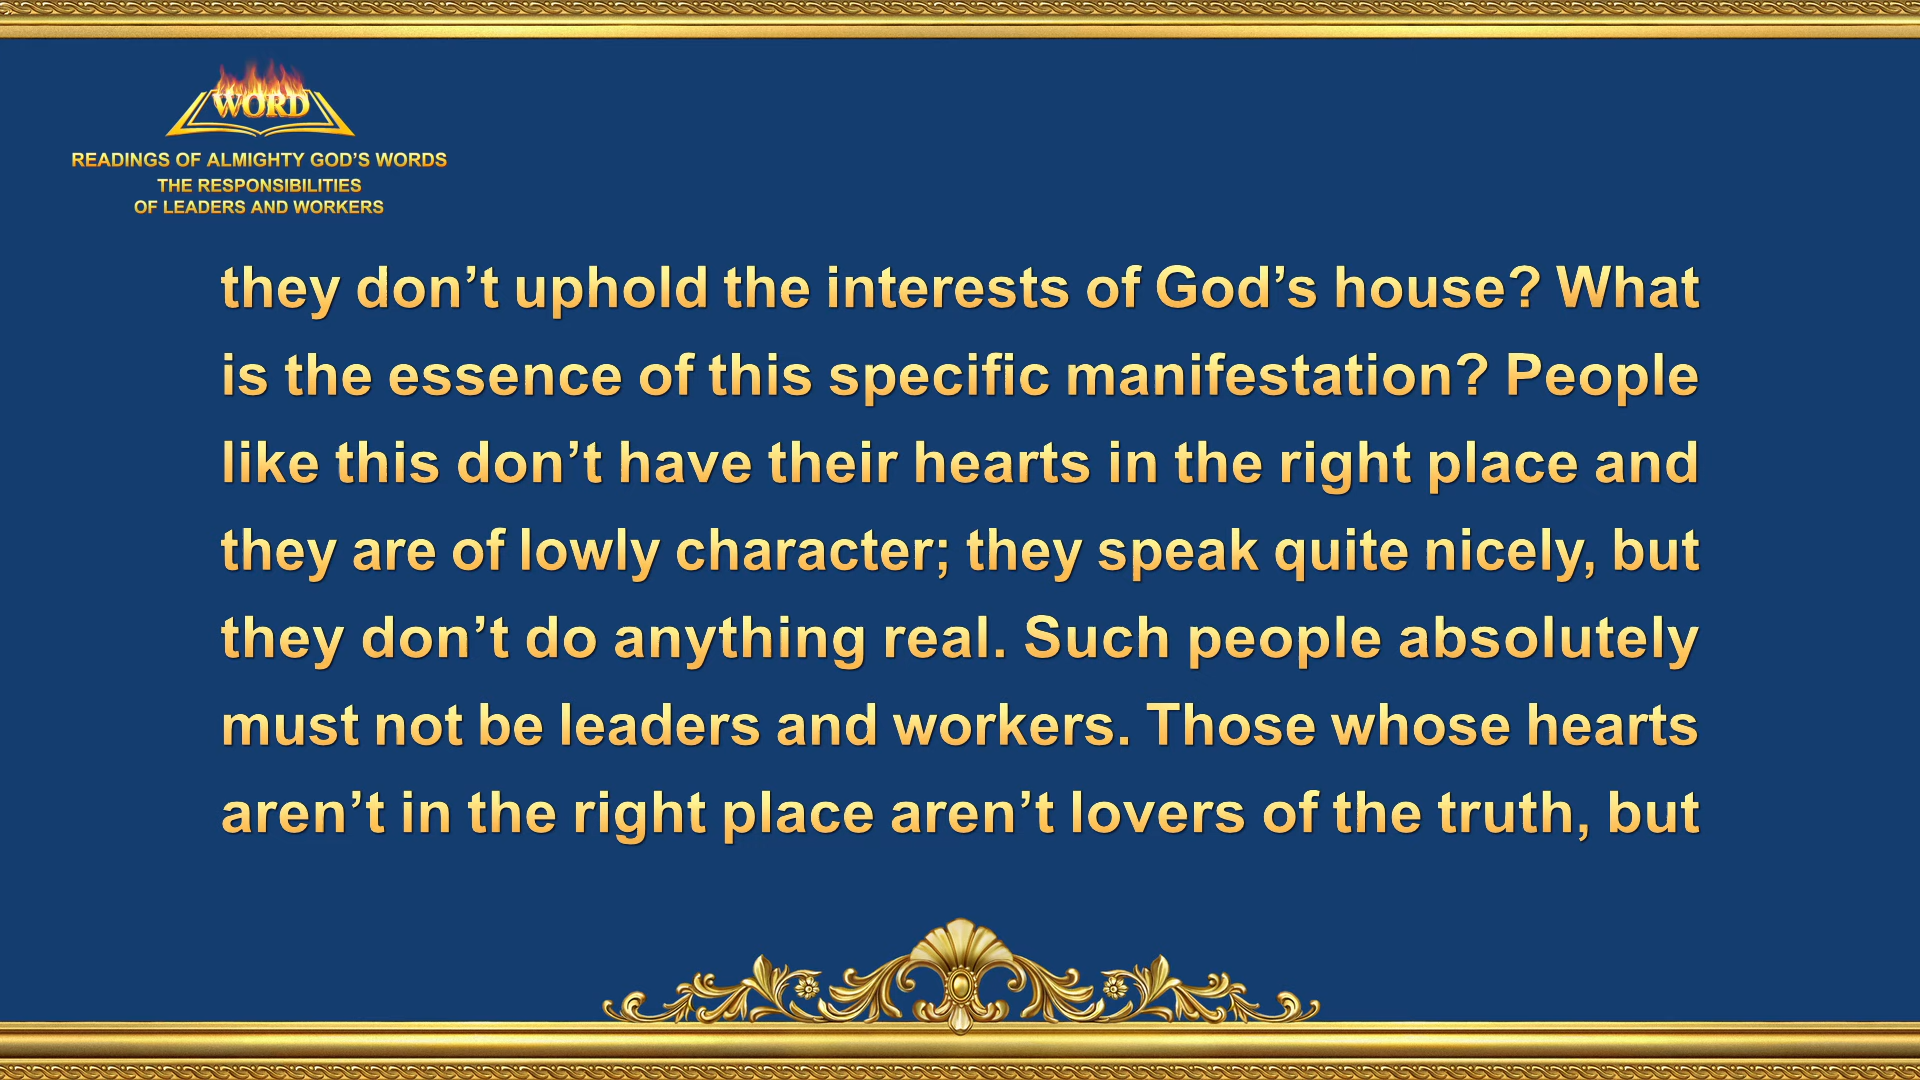 WORD
READINGS OF ALMIGHTY GOD’S WORDS
THE RESPONSIBILITIES
OF LEADERS AND WORKERS
they don’t uphold the interests of God’s house? What
is the essence of this specific manifestation? People
like this don’t have their hearts in the right place and
they are of lowly character; they speak quite nicely, but
they don’t do anything real. Such people absolutely
must not be leaders and workers. Those whose hearts
aren’t in the right place aren’t lovers of the truth, but